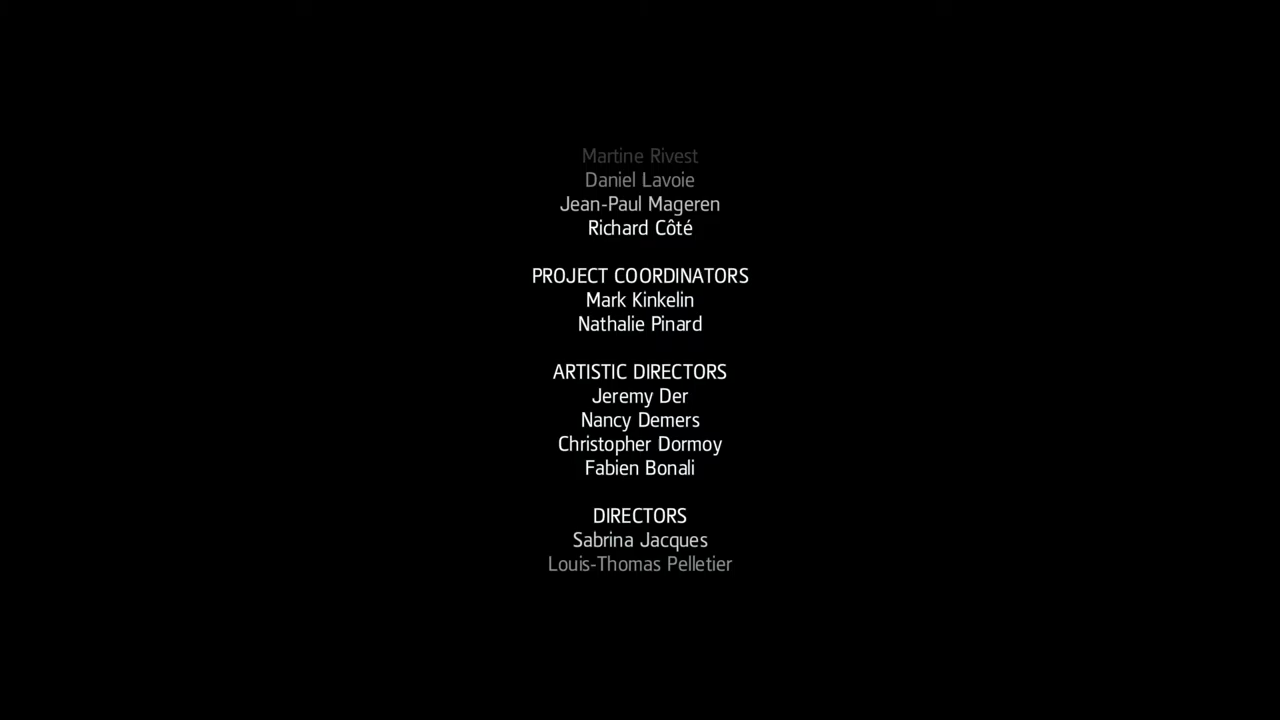 Martine Rivest
Daniel Lavoie
Jean-Paul Mageren
Richard Côté
PROJECT COORDINATORS
Mark Kinkelin
Nathalie Pinard
ARTISTIC DIRECTORS
Jeremy Der
Nancy Demers
Christopher Dormoy
Fabien Bonali
DIRECTORS
Sabrina Jacques
Louis-Thomas Pelletier